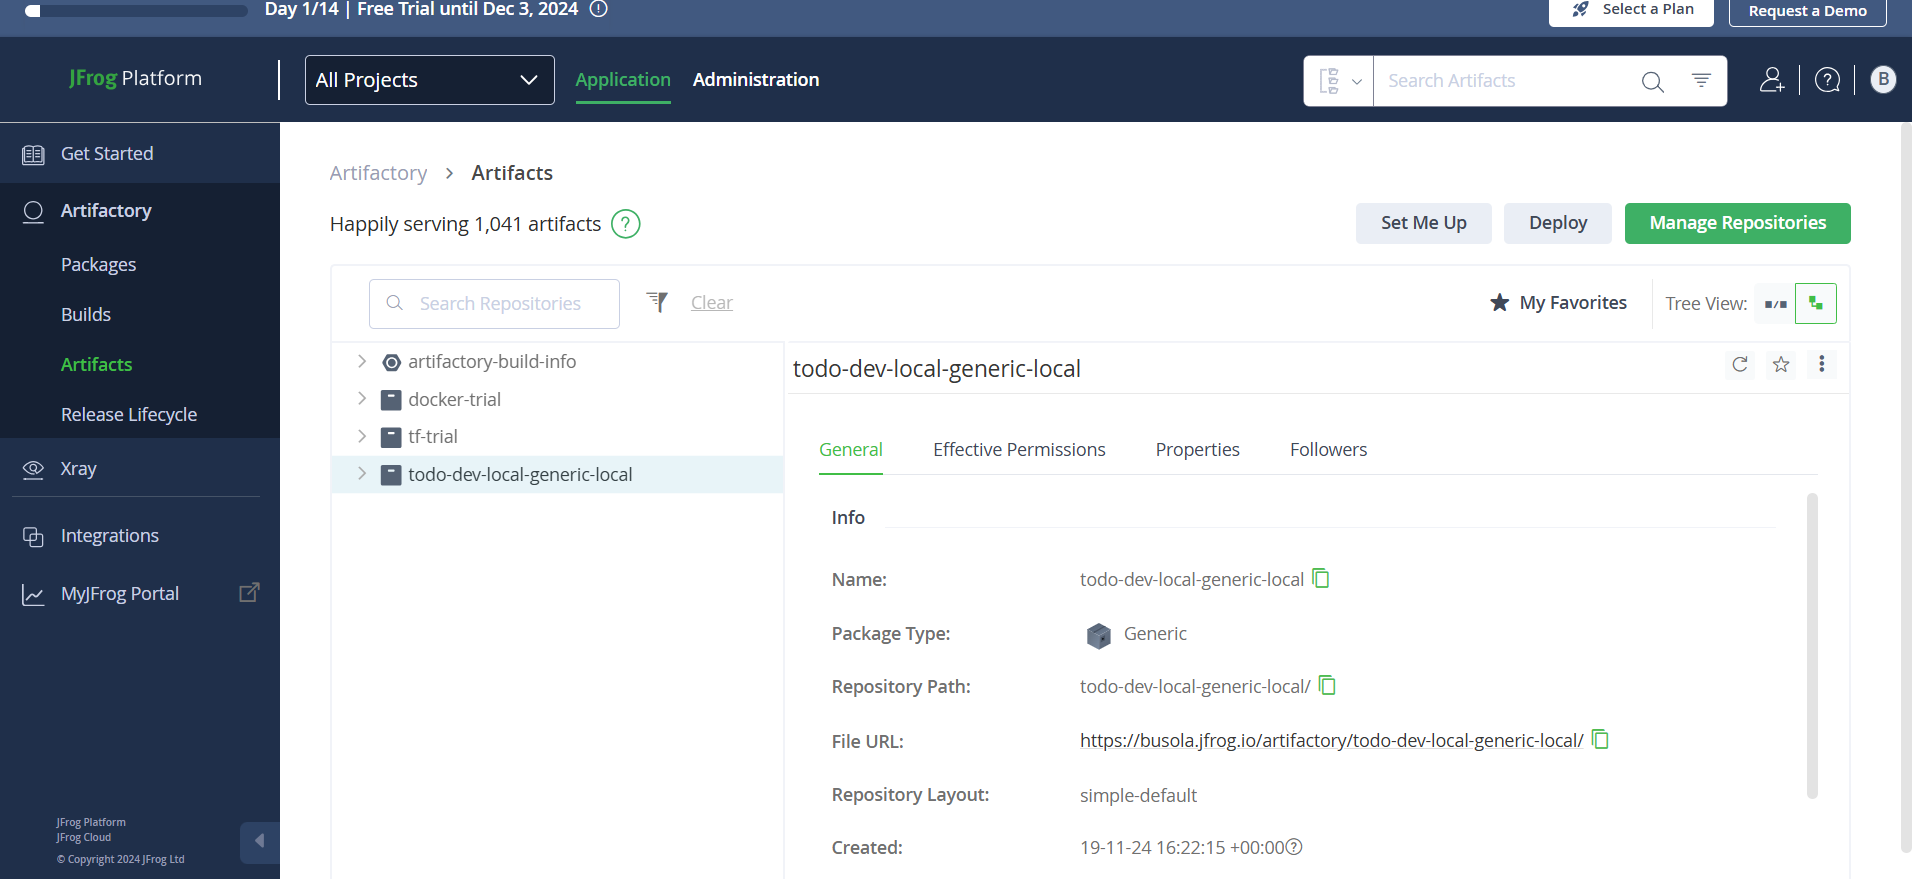 Day 1/14 | Free Trial until Dec 3, 2024
Select a Plan
Request a Demo
JFrog Platform
All Projects
Application
Administration
Search Artifacts
B
Get Started
Artifactory
Packages
Builds
Artifacts
Release Lifecycle
Xray
Integrations
MyJFrog Portal
JFrog Platform
JFrog Cloud
© Copyright 2024 JFrog Ltd
Artifactory > Artifacts
Happily serving 1,041 artifacts
Set Me Up
Deploy
Manage Repositories
Search Repositories
Clear
My Favorites
Tree View:
artifactory-build-info
docker-trial
tf-trial
todo-dev-local-generic-local
todo-dev-local-generic-local
General
Effective Permissions
Properties
Followers
Info
Name: todo-dev-local-generic-local
Package Type: Generic
Repository Path: todo-dev-local-generic-local/
File URL: https://busola.jfrog.io/artifactory/todo-dev-local-generic-local/
Repository Layout: simple-default
Created: 19-11-24 16:22:15 +00:00